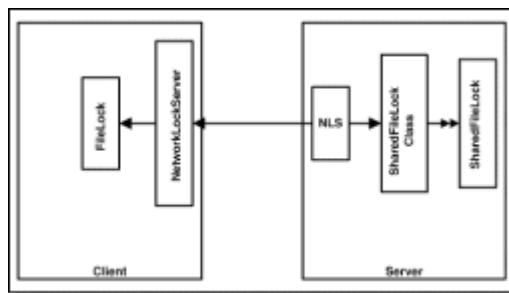 FileLock
NetworkLockServer
NLS
SharedFileLock
Class
SharedFileLock
Client
Server